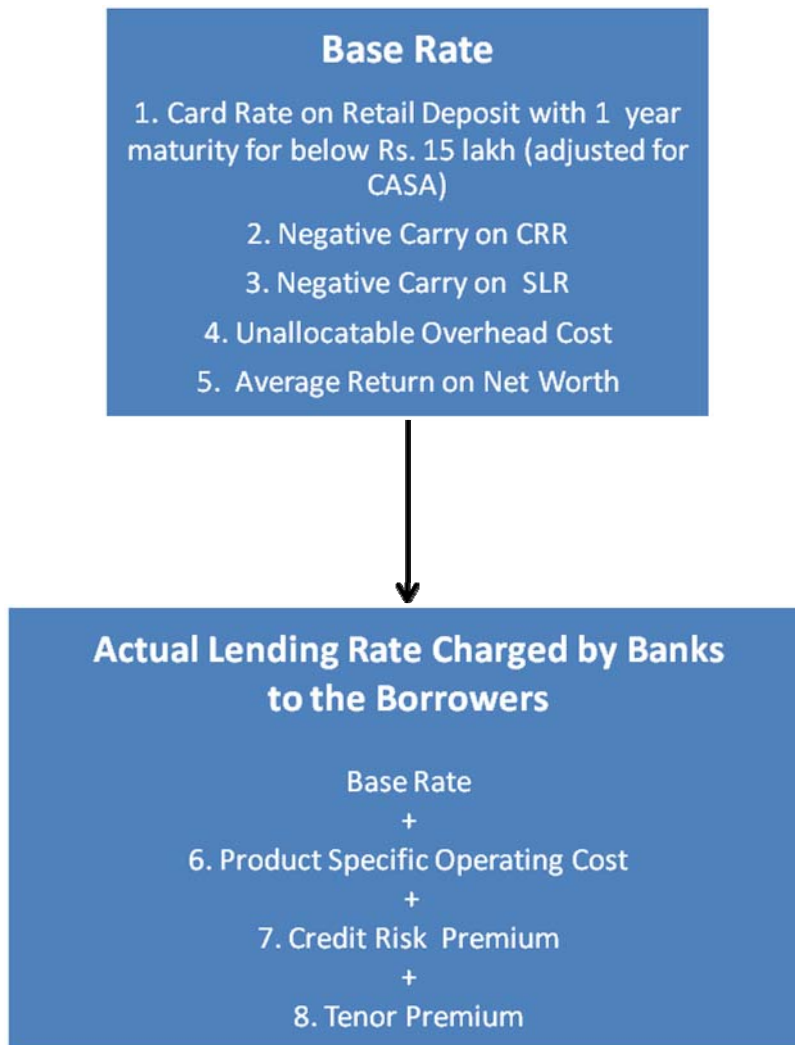 Base Rate
1. Card Rate on Retail Deposit with 1 year
maturity for below Rs. 15 lakh (adjusted for
CASA)
2. Negative Carry on CRR
3. Negative Carry on SLR
4. Unallocatable Overhead Cost
5. Average Return on Net Worth
Actual Lending Rate Charged by Banks
to the Borrowers
Base Rate
+
6. Product Specific Operating Cost
+
7. Credit Risk Premium
+
8. Tenor Premium